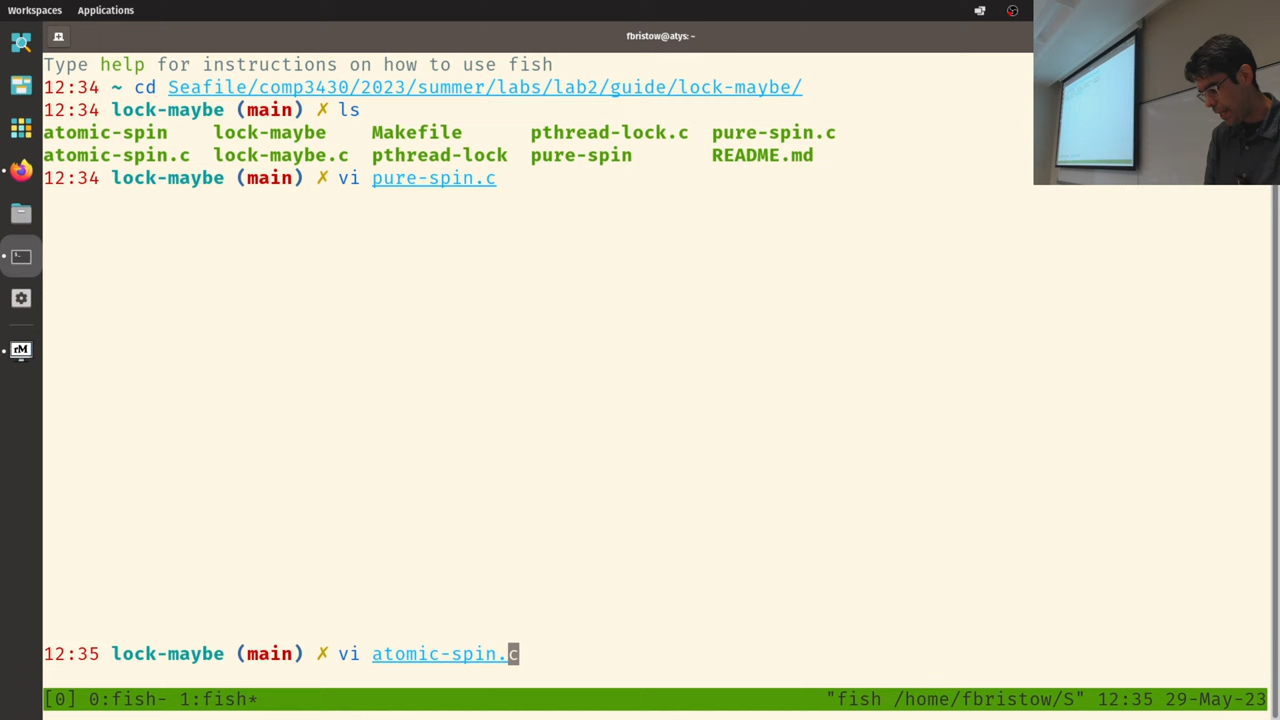 Workspaces Applications
fbristow@atys: ~
Type help for instructions on how to use fish
12:34 ~ cd Seafile/comp3430/2023/summer/labs/lab2/guide/lock-maybe/
12:34 lock-maybe (main) ✗ ls
atomic-spin lock-maybe Makefile pthread-lock.c pure-spin.c
atomic-spin.c lock-maybe.c pthread-lock pure-spin README.md
12:34 lock-maybe (main) ✗ vi pure-spin.c
rM
12:35 lock-maybe (main) ✗ vi atomic-spin.c
[0] 0:fish- 1:fish* "fish /home/fbristow/S" 12:35 29-May-23